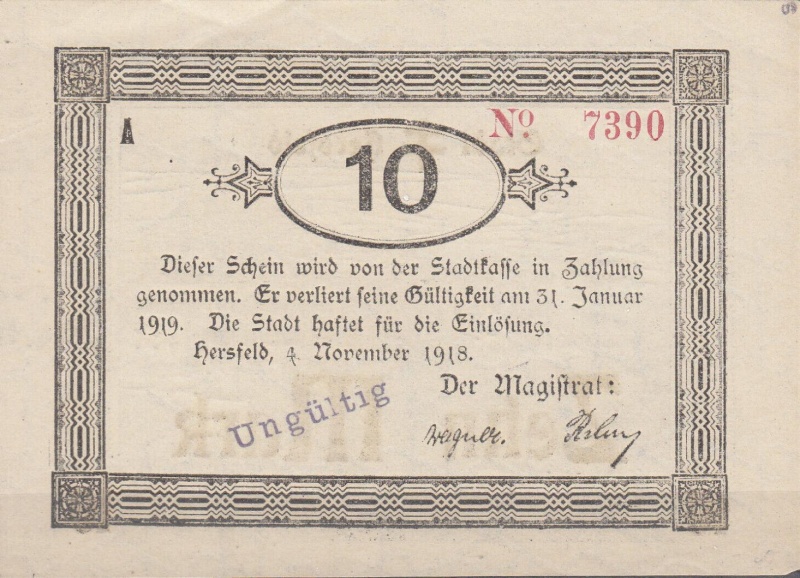 A
No. 7390
10
Dieser Schein wird von der Stadtkasse in Zahlung
genommen. Er verliert seine Gültigkeit am 31. Januar
1919. Die Stadt haftet für die Einlösung.
Hersfeld, 4. November 1918.
Der Magistrat:
Ungültig
Wagner.